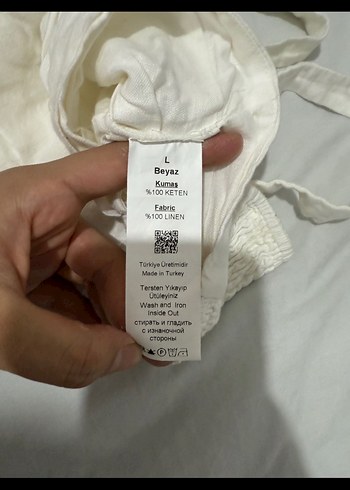 L
Beyaz
Kumaş
%100 KETEN
Fabric
%100 LINEN
Türkiye Üretimidir
Made in Turkey
Tersten Yıkayıp
Ütüleyiniz
Wash and Iron
Inside Out
стирать и гладить
с изнаночной
стороны